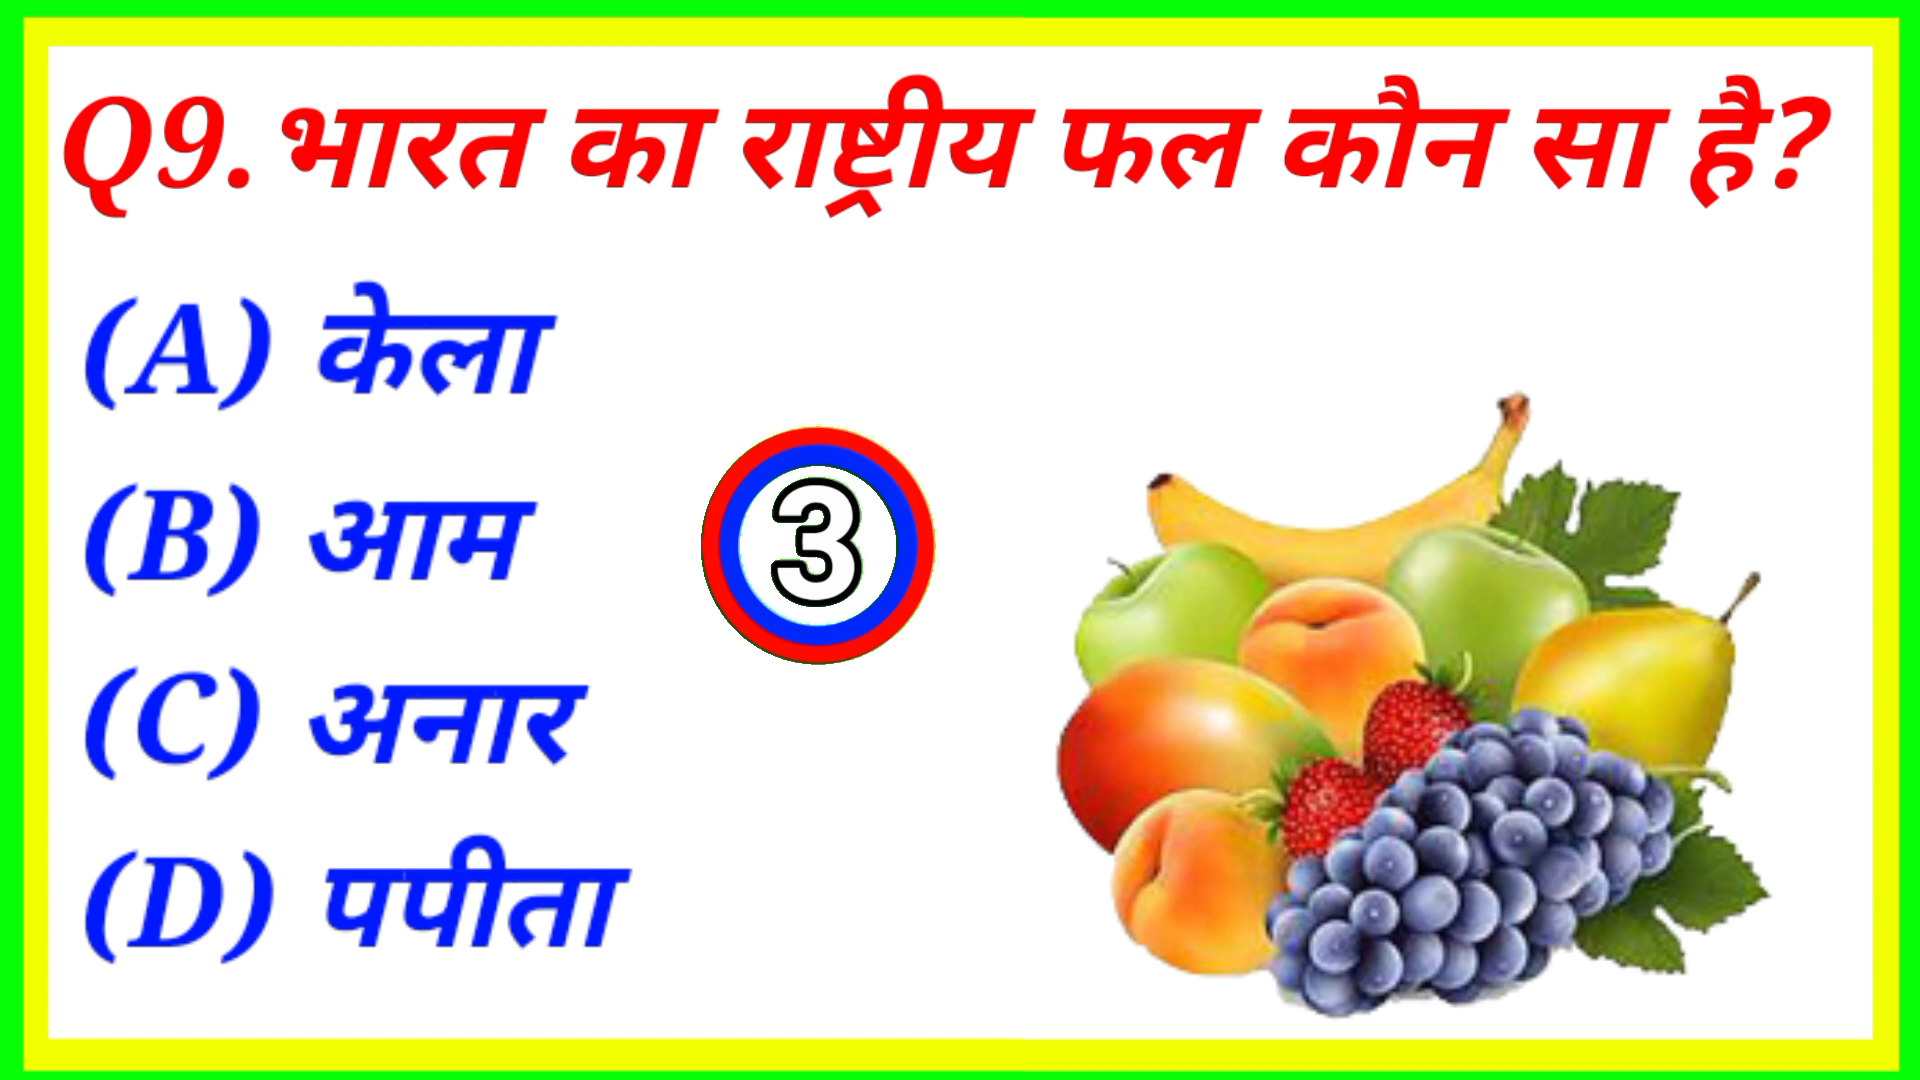 Q9. भारत का राष्ट्रीय फल कौन सा है?
(A) केला
(B) आम
3
(C) अनार
(D) पपीता